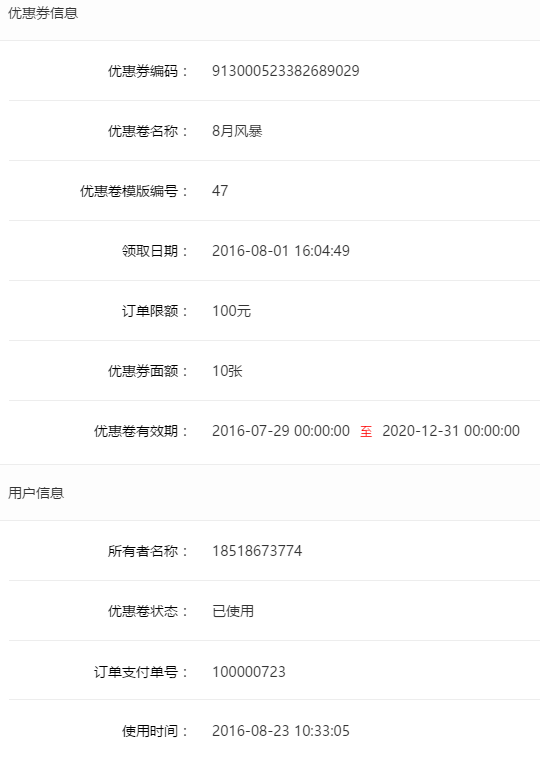 优惠券信息
优惠券编码： 913000523382689029
优惠卷名称： 8月风暴
优惠卷模版编号： 47
领取日期： 2016-08-01 16:04:49
订单限额： 100元
优惠券面额： 10张
优惠卷有效期： 2016-07-29 00:00:00 至 2020-12-31 00:00:00
用户信息
所有者名称： 18518673774
优惠卷状态： 已使用
订单支付单号： 100000723
使用时间： 2016-08-23 10:33:05